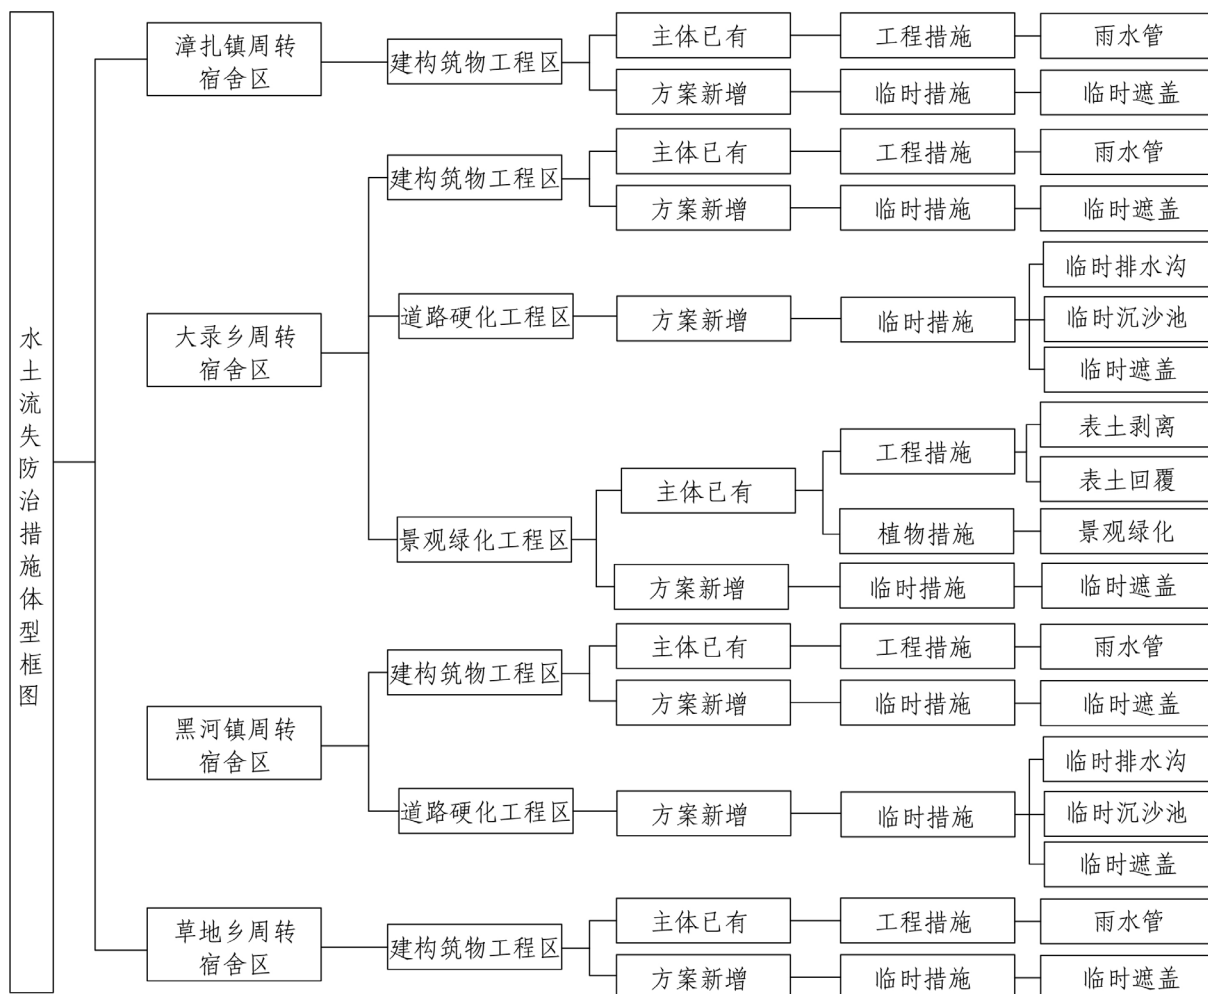 水土流失防治措施体型框图
漳扎镇周转
宿舍区
建构筑物工程区
主体已有
工程措施
雨水管
方案新增
临时措施
临时遮盖
大录乡周转
宿舍区
建构筑物工程区
主体已有
工程措施
雨水管
方案新增
临时措施
临时遮盖
道路硬化工程区
方案新增
临时措施
临时排水沟
临时沉沙池
临时遮盖
景观绿化工程区
主体已有
工程措施
表土剥离
表土回覆
植物措施
景观绿化
方案新增
临时措施
临时遮盖
黑河镇周转
宿舍区
建构筑物工程区
主体已有
工程措施
雨水管
方案新增
临时措施
临时遮盖
道路硬化工程区
方案新增
临时措施
临时排水沟
临时沉沙池
临时遮盖
草地乡周转
宿舍区
建构筑物工程区
主体已有
工程措施
雨水管
方案新增
临时措施
临时遮盖